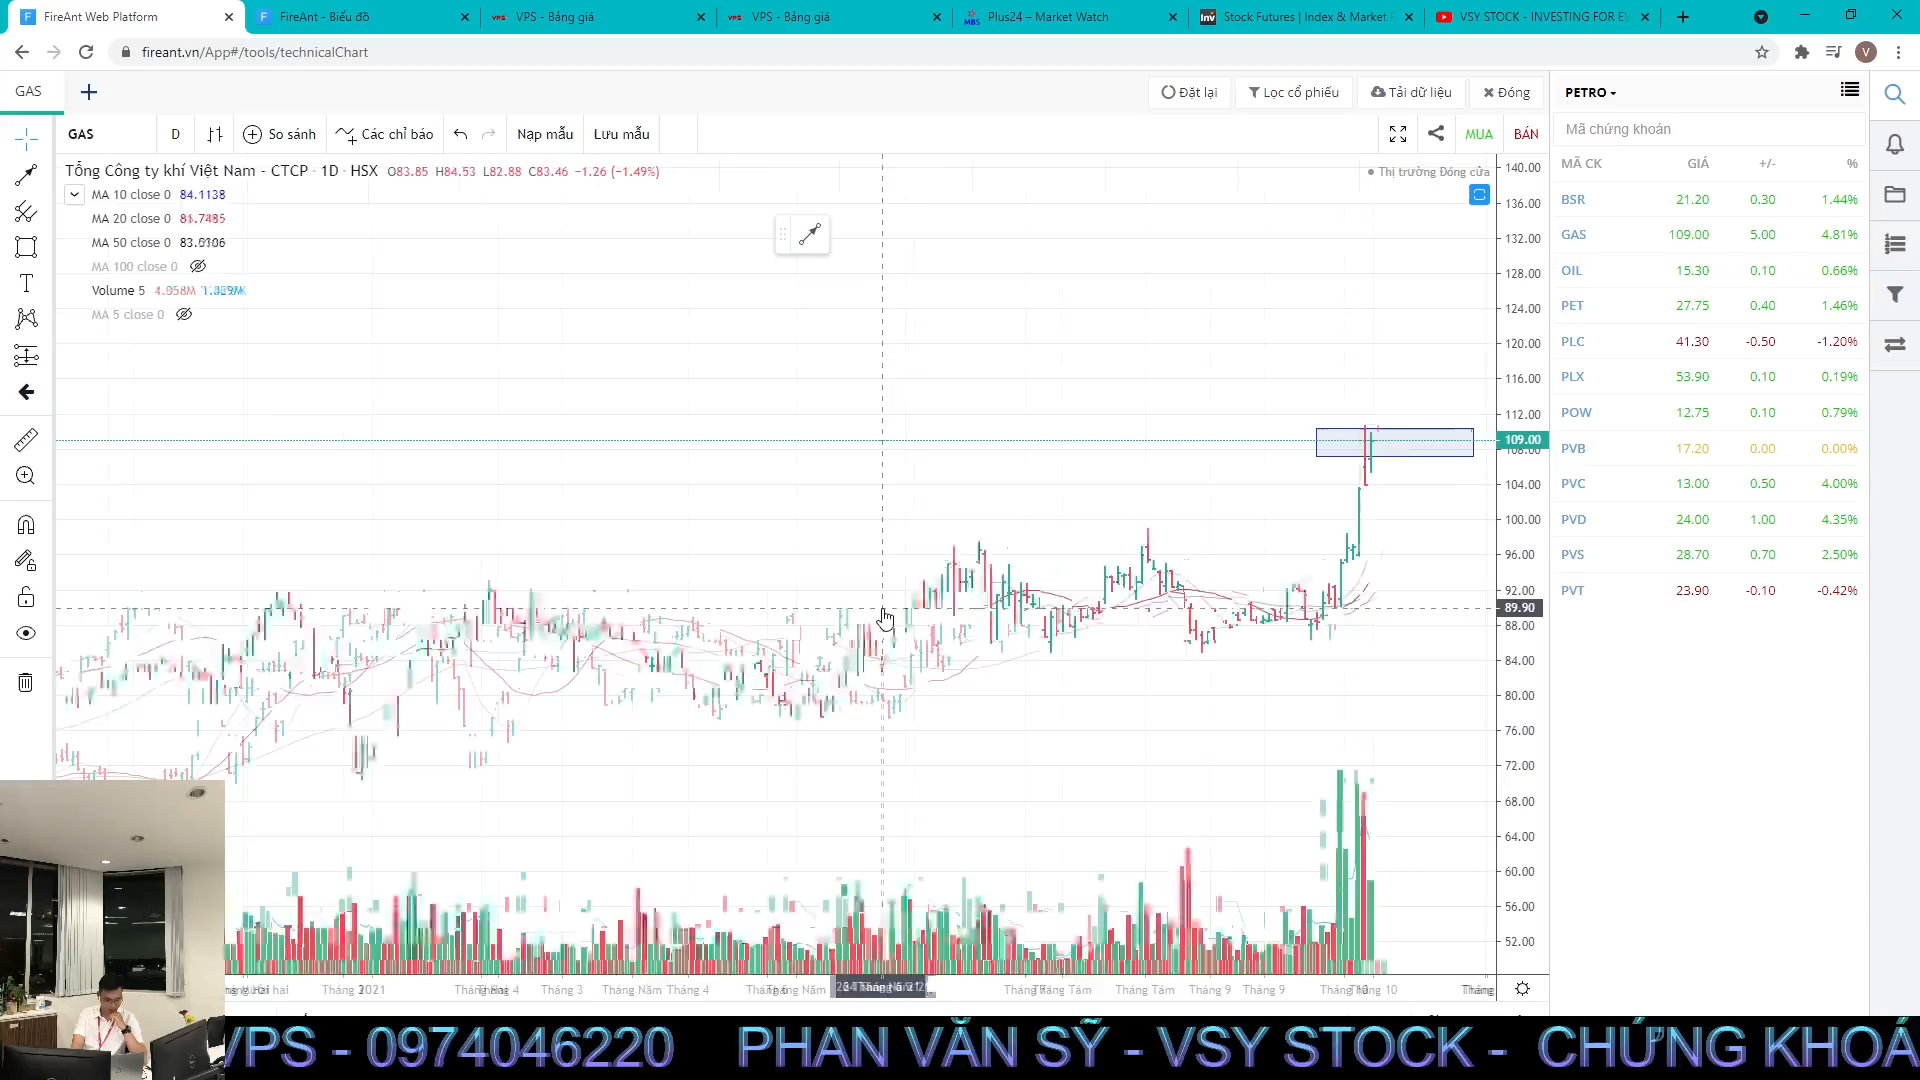 FireAnt Web Platform
FireAnt - Biểu đồ
VPS - Bảng giá
VPS - Bảng giá
Plus24 – Market Watch
Stock Futures | Index & Market F
VSY STOCK - INVESTING FOR EV
fireant.vn/App#/tools/technicalChart
V
GAS
Đặt lại
Lọc cổ phiếu
Tải dữ liệu
Đóng
PETRO
GAS
D
So sánh
Các chỉ báo
Nạp mẫu
Lưu mẫu
MUA
BÁN
Mã chứng khoán
Tổng Công ty khí Việt Nam - CTCP · 1D · HSX O83.85 H84.53 L82.88 C83.46 −1.26 (−1.49%)
Thị trường Đóng cửa
MA 10 close 0 84.1138
MA 20 close 0
MA 50 close 0
MA 100 close 0
Volume 5
MA 5 close 0
MÃ CK GIÁ +/- %
BSR 21.20 0.30 1.44%
GAS 109.00 5.00 4.81%
OIL 15.30 0.10 0.66%
PET 27.75 0.40 1.46%
PLC 41.30 -0.50 -1.20%
PLX 53.90 0.10 0.19%
POW 12.75 0.10 0.79%
PVB 17.20 0.00 0.00%
PVC 13.00 0.50 4.00%
PVD 24.00 1.00 4.35%
PVS 28.70 0.70 2.50%
PVT 23.90 -0.10 -0.42%
140.00
136.00
132.00
128.00
124.00
120.00
116.00
112.00
109.00
108.00
104.00
100.00
96.00
92.00
89.90
88.00
84.00
80.00
76.00
72.00
68.00
64.00
60.00
56.00
52.00
2021
Tháng 3
Tháng Năm
Tháng 4
Tháng Tám
Tháng 9
Tháng 9
Tháng 10
VPS - 0974046220 PHAN VĂN SỸ - VSY STOCK - CHỨNG KHOÁ